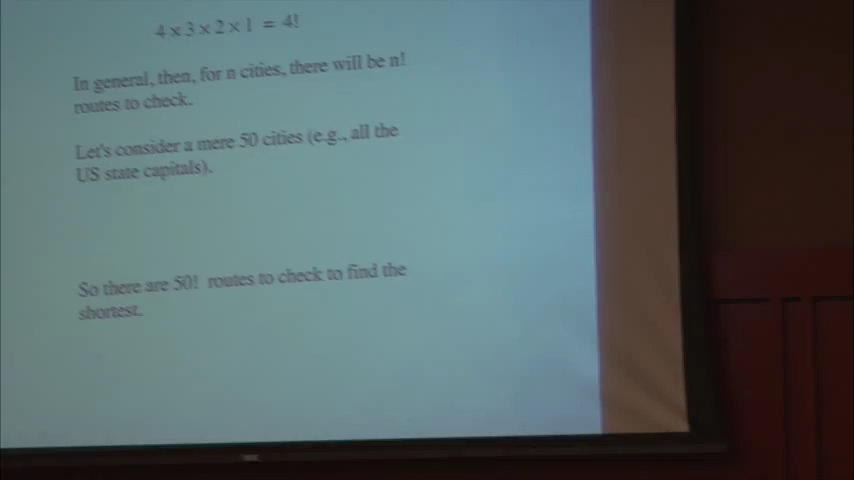 4 × 3 × 2 × 1 = 4!
In general, then, for n cities, there will be n!
routes to check.
Let's consider a mere 50 cities (e.g., all the
US state capitals).
So there are 50! routes to check to find the
shortest.